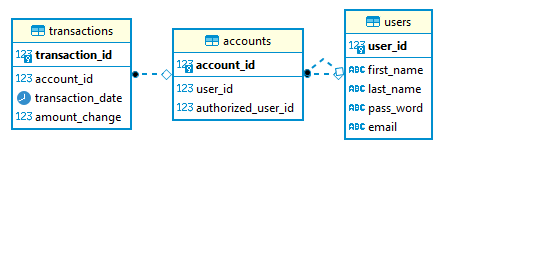 transactions
123 transaction_id
123 account_id
transaction_date
123 amount_change
accounts
123 account_id
123 user_id
123 authorized_user_id
users
123 user_id
ABC first_name
ABC last_name
ABC pass_word
ABC email